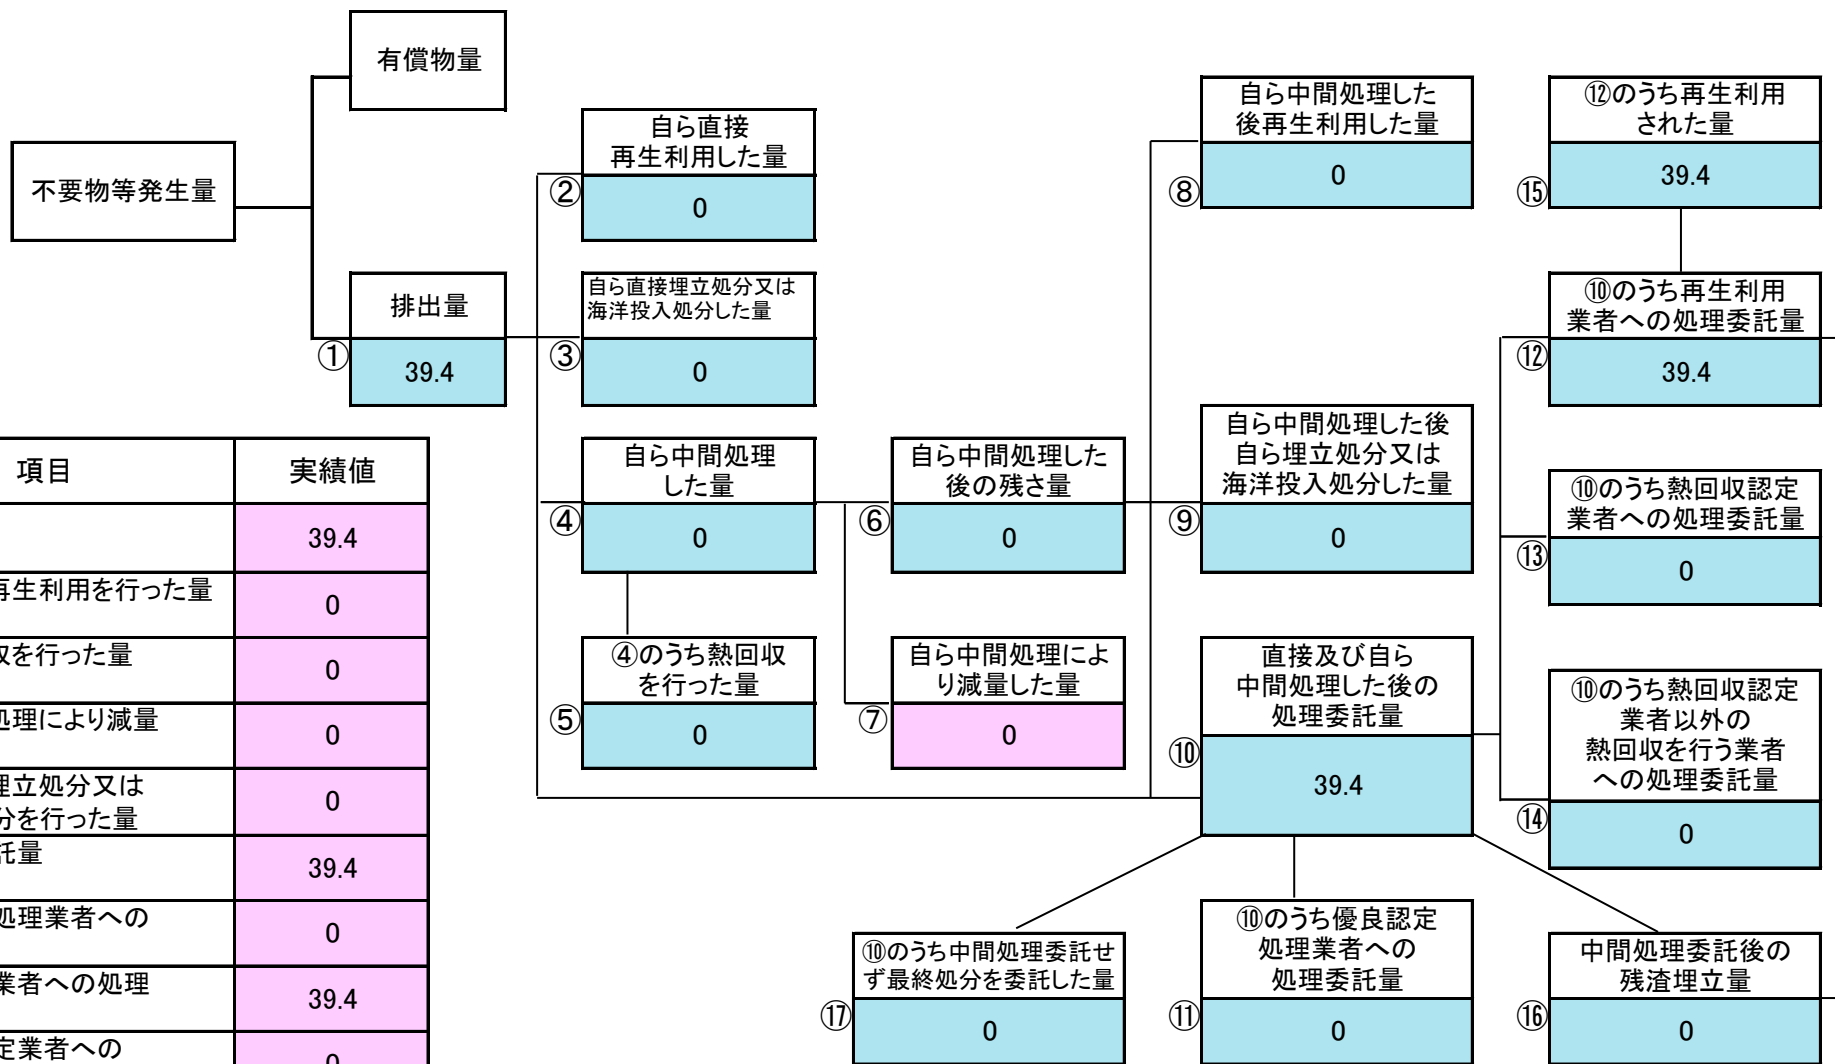 有償物量
不要物等発生量
排出量
①
39.4
自ら直接
再生利用した量
②
0
自ら直接埋立処分又は
海洋投入処分した量
③
0
自ら中間処理
した量
④
0
④のうち熱回収
を行った量
⑤
0
自ら中間処理した
後の残さ量
⑥
0
自ら中間処理によ
り減量した量
⑦
0
自ら中間処理した
後再生利用した量
⑧
0
自ら中間処理した後
自ら埋立処分又は
海洋投入処分した量
⑨
0
直接及び自ら
中間処理した後の
処理委託量
⑩
39.4
⑫のうち再生利用
された量
⑮
39.4
⑩のうち再生利用
業者への処理委託量
⑫
39.4
⑩のうち熱回収認定
業者への処理委託量
⑬
0
⑩のうち熱回収認定
業者以外の
熱回収を行う業者
への処理委託量
⑭
0
⑩のうち中間処理委託せ
ず最終処分を委託した量
⑰
0
⑩のうち優良認定
処理業者への
処理委託量
⑪
0
中間処理委託後の
残渣埋立量
⑯
0
項目 実績値
39.4
再生利用を行った量
0
を行った量
0
処理により減量
0
埋立処分又は
分を行った量
0
託量
39.4
処理業者への
0
業者への処理
39.4
定業者への
0